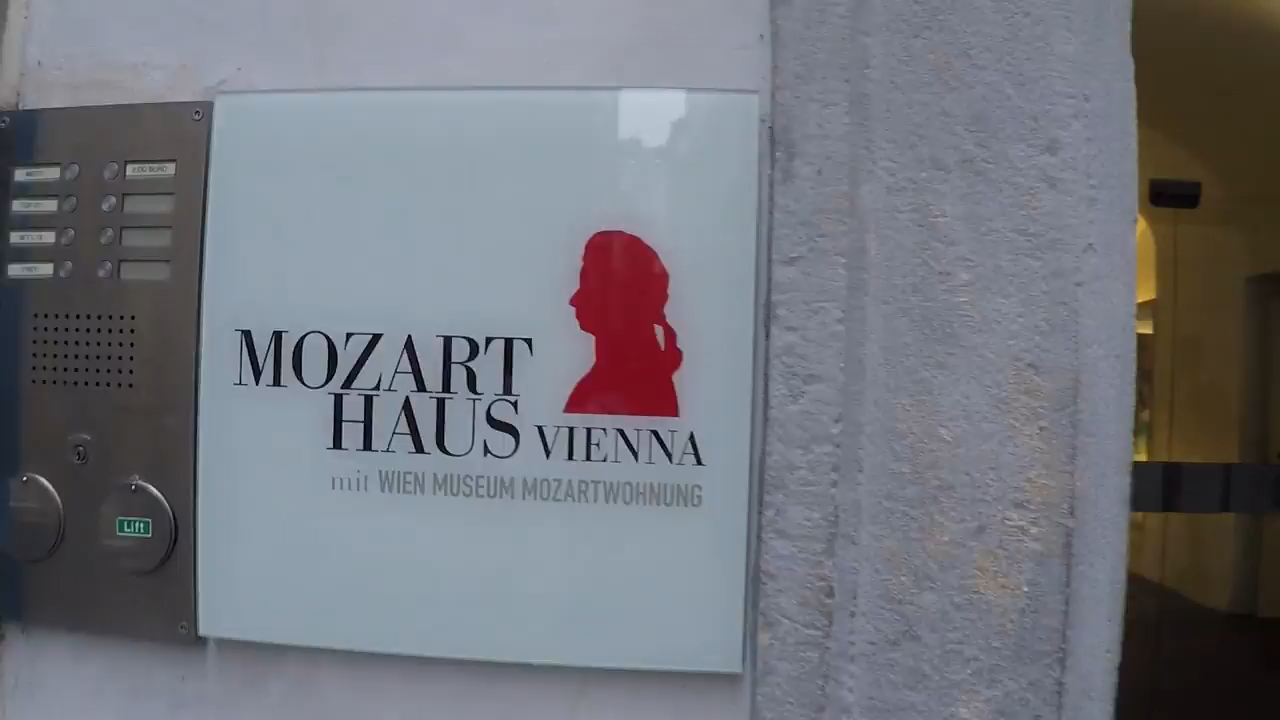 MOZART
HAUS VIENNA
mit WIEN MUSEUM MOZARTWOHNUNG
Lift